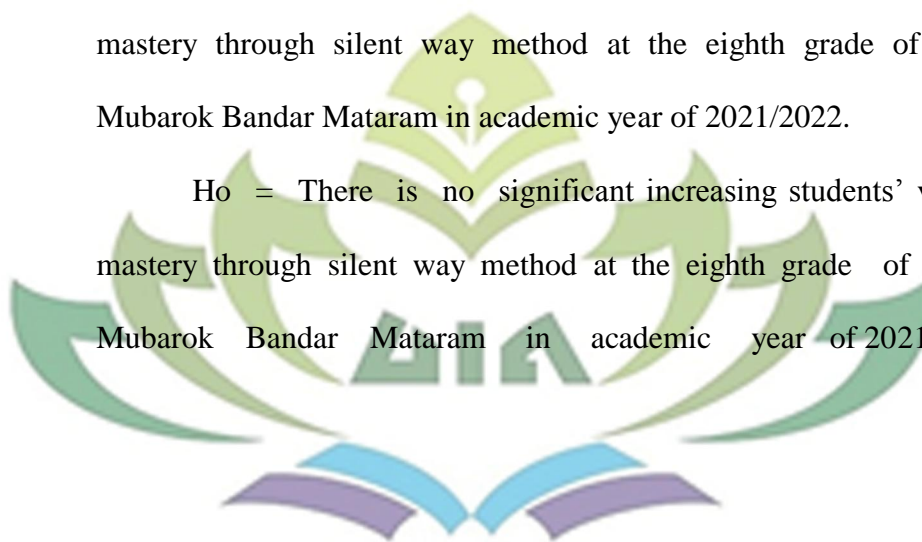 mastery through silent way method at the eighth grade of
Mubarok Bandar Mataram in academic year of 2021/2022.
Ho = There is no significant increasing students’
mastery through silent way method at the eighth grade of
Mubarok Bandar Mataram in academic year of 2021